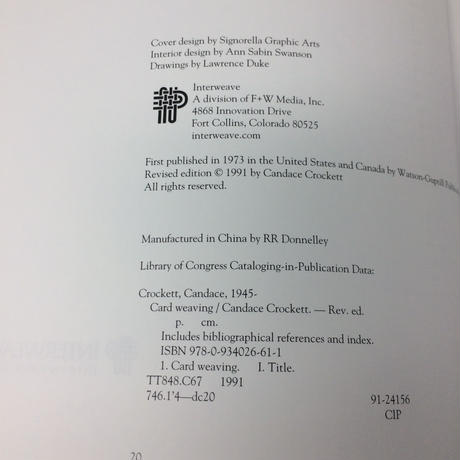 Cover design by Signorella Graphic Arts
Interior design by Ann Sabin Swanson
Drawings by Lawrence Duke
Interweave
A division of F+W Media, Inc.
4868 Innovation Drive
Fort Collins, Colorado 80525
interweave.com
First published in 1973 in the United States and Canada by Watson-Guptill
Revised edition © 1991 by Candace Crockett
All rights reserved.
Manufactured in China by RR Donnelley
Library of Congress Cataloging-in-Publication Data:
Crockett, Candace, 1945-
Card weaving / Candace Crockett. — Rev. ed.
p. cm.
Includes bibliographical references and index.
ISBN 978-0-934026-61-1
1. Card weaving. I. Title.
TT848.C67 1991
746.1'4—dc20 91-24156
CIP
20